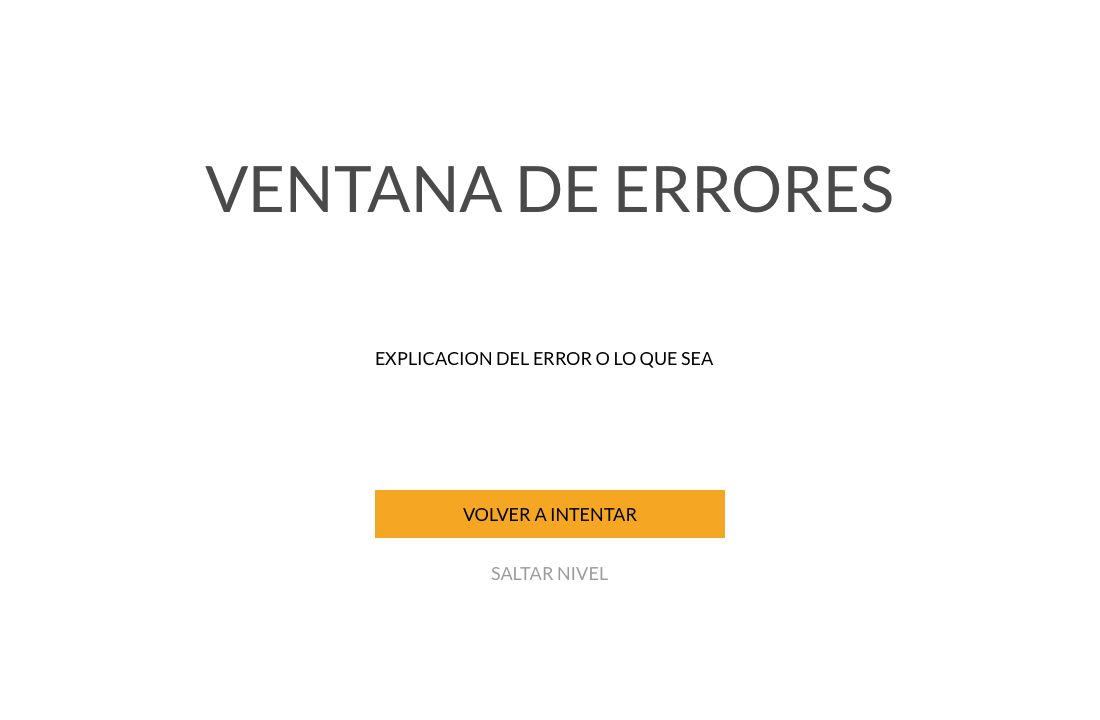 VENTANA DE ERRORES
EXPLICACION DEL ERROR O LO QUE SEA
VOLVER A INTENTAR
SALTAR NIVEL